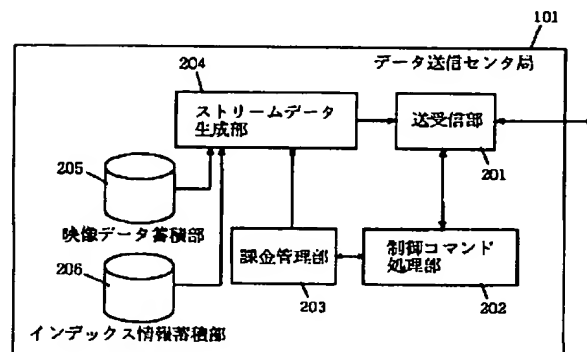 101
データ送信センタ局
204
ストリームデータ
生成部
送受信部
201
205
映像データ蓄積部
206
インデックス情報蓄積部
課金管理部
203
制御コマンド
処理部
202